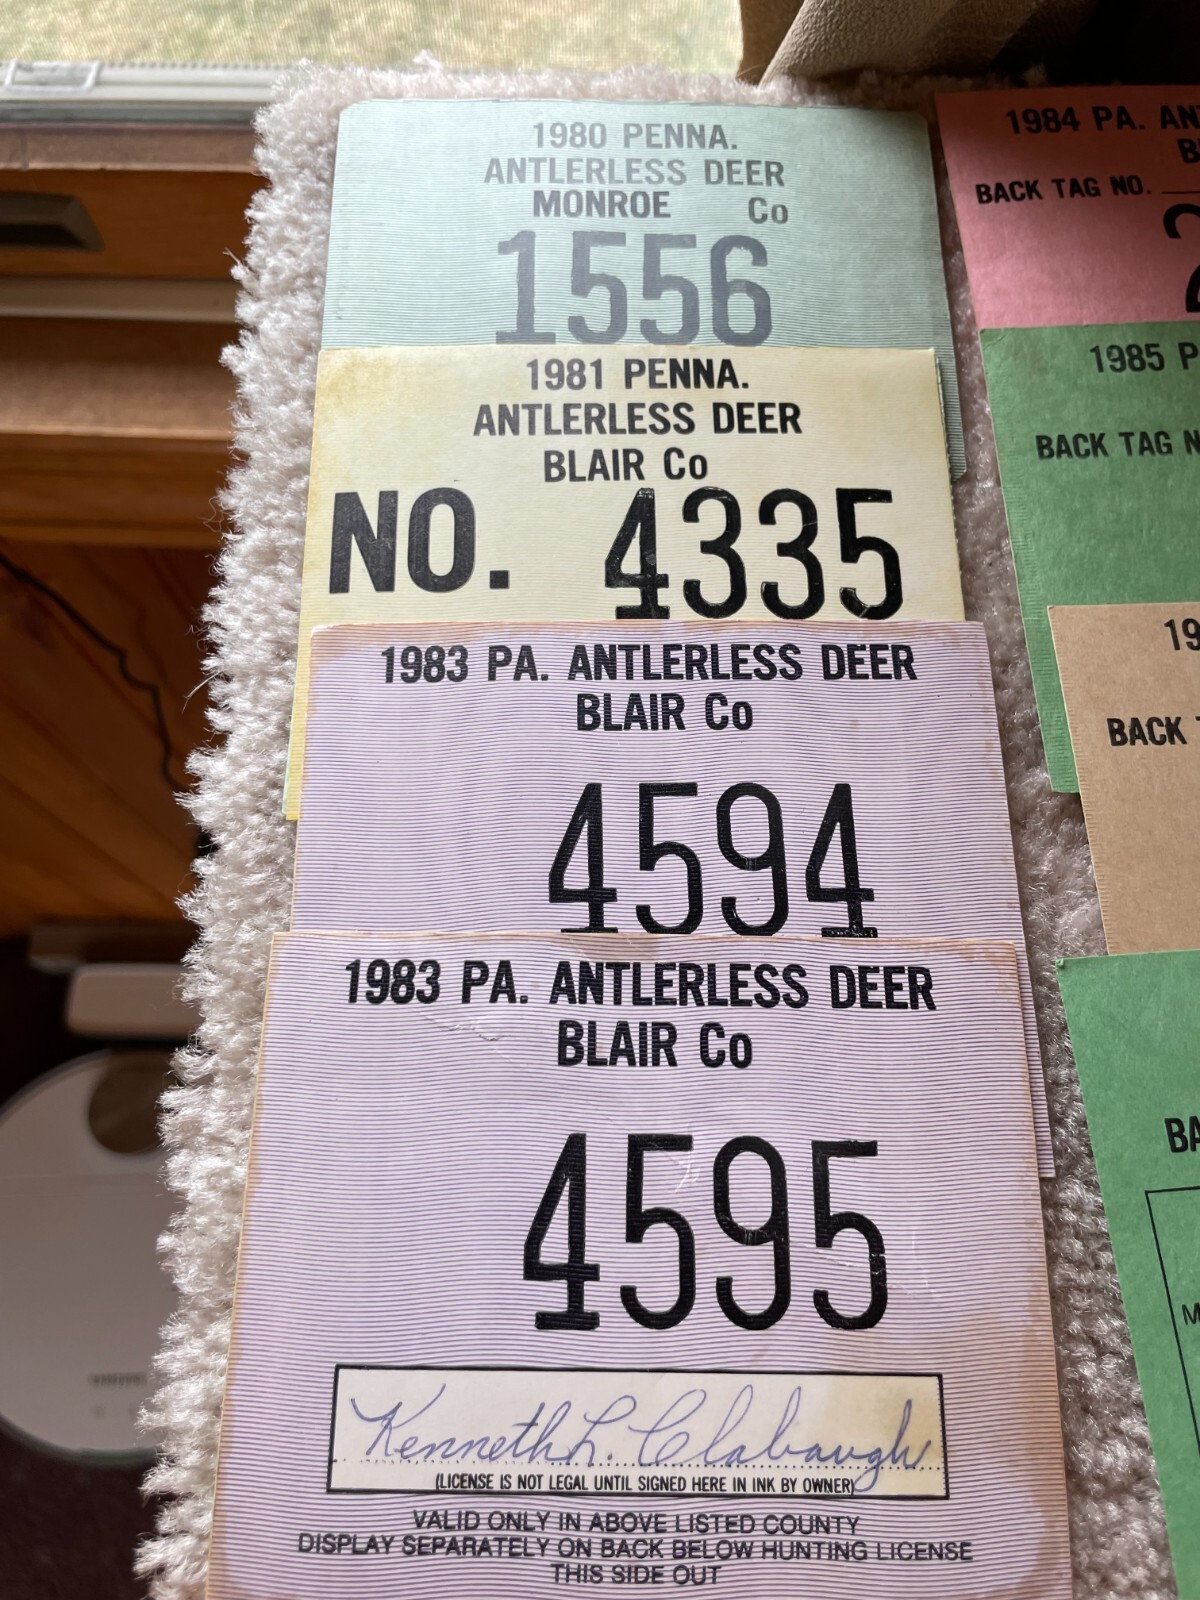 1980 PENNA.
ANTLERLESS DEER
MONROE Co
1556
1981 PENNA.
ANTLERLESS DEER
BLAIR Co
NO. 4335
1983 PA. ANTLERLESS DEER
BLAIR Co
4594
1983 PA. ANTLERLESS DEER
BLAIR Co
4595
Kenneth L. Clabaugh
(LICENSE IS NOT LEGAL UNTIL SIGNED HERE IN INK BY OWNER)
VALID ONLY IN ABOVE LISTED COUNTY
DISPLAY SEPARATELY ON BACK BELOW HUNTING LICENSE
THIS SIDE OUT
1984 PA. AN
B
BACK TAG NO.
1985 P
BACK TAG N
19
BACK
BA
M